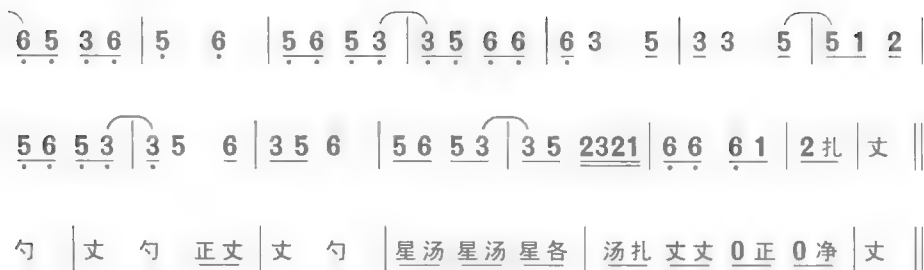 6 5 3 6 | 5 6 | 5 6 5 3 | 3 5 6 6 | 6 3 5 | 3 3 5 | 5 1 2 |
5 6 5 3 | 3 5 6 | 3 5 6 | 5 6 5 3 | 3 5 2321 | 6 6 6 1 | 2 扎 | 丈 ‖
勺 | 丈 勺 正丈 | 丈 勺 | 星汤 星汤 星各 | 汤扎 丈丈 0正 0净 | 丈 ‖